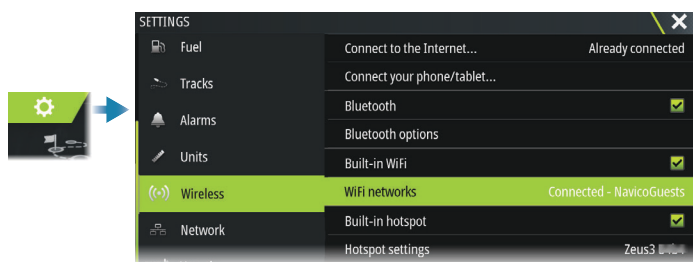 SETTINGS
Fuel
Tracks
Alarms
Units
Wireless
Network
Connect to the Internet... Already connected
Connect your phone/tablet...
Bluetooth
Bluetooth options
Built-in WiFi
WiFi networks Connected - NavicoGuests
Built-in hotspot
Hotspot settings Zeus3